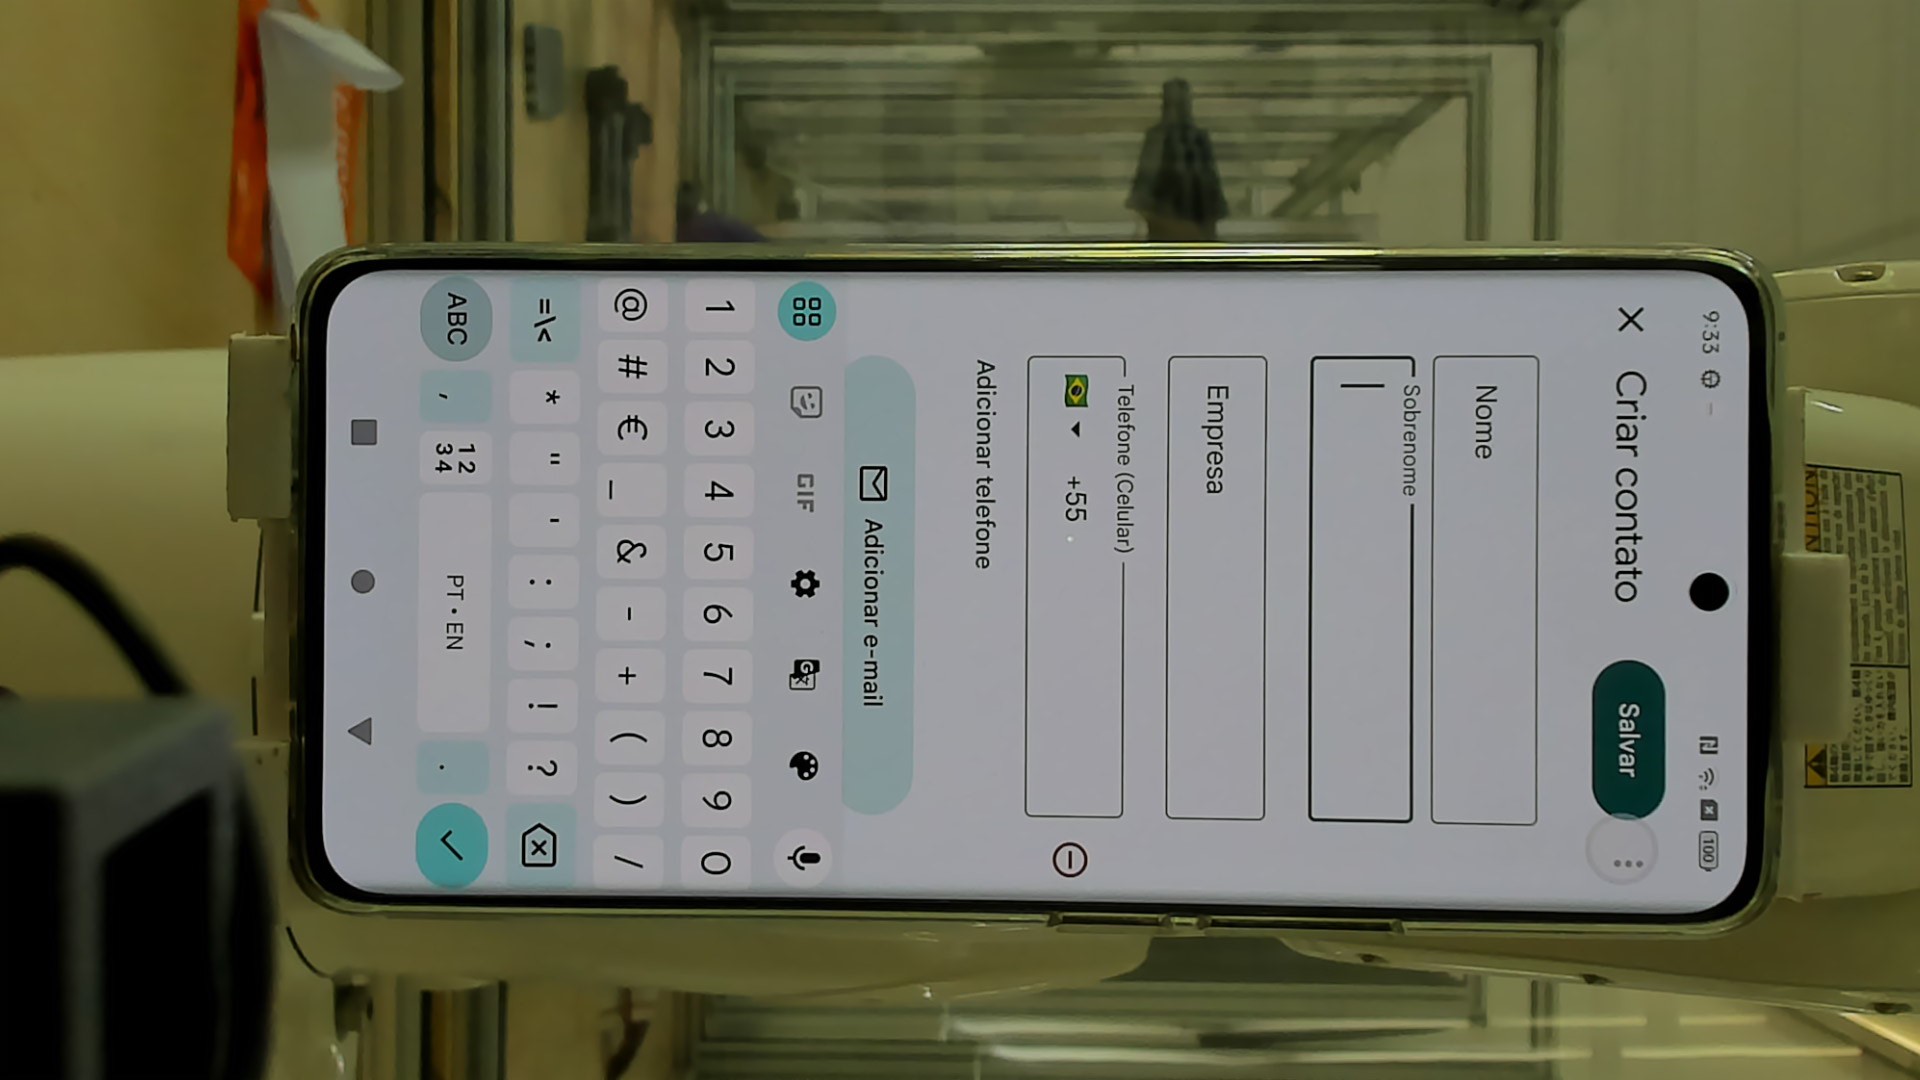 9:33
100
Criar contato
Salvar
Nome
Sobrenome
Empresa
Telefone (Celular)
+55
Adicionar telefone
Adicionar e-mail
GIF
1 2 3 4 5 6 7 8 9 0
@ # € _ & - + ( ) /
=\< * " ' : ; ! ?
ABC , 12 34 PT • EN .